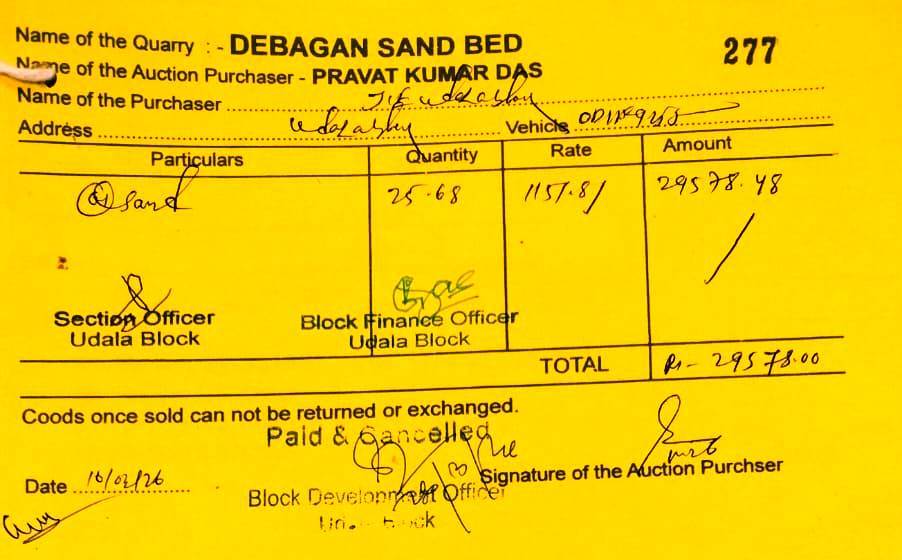 Name of the Quarry : - DEBAGAN SAND BED
277
Name of the Auction Purchaser - PRAVAT KUMAR DAS
Name of the Purchaser
Address Vehicle
Particulars Quantity Rate Amount
sand 25.68 1151.81 29578.48
Section Officer
Udala Block
Block Finance Officer
Udala Block
TOTAL 29578.00
Coods once sold can not be returned or exchanged.
Paid & Cancelled
Signature of the Auction Purchser
Date 16/02/26
Block Development Officer
Block